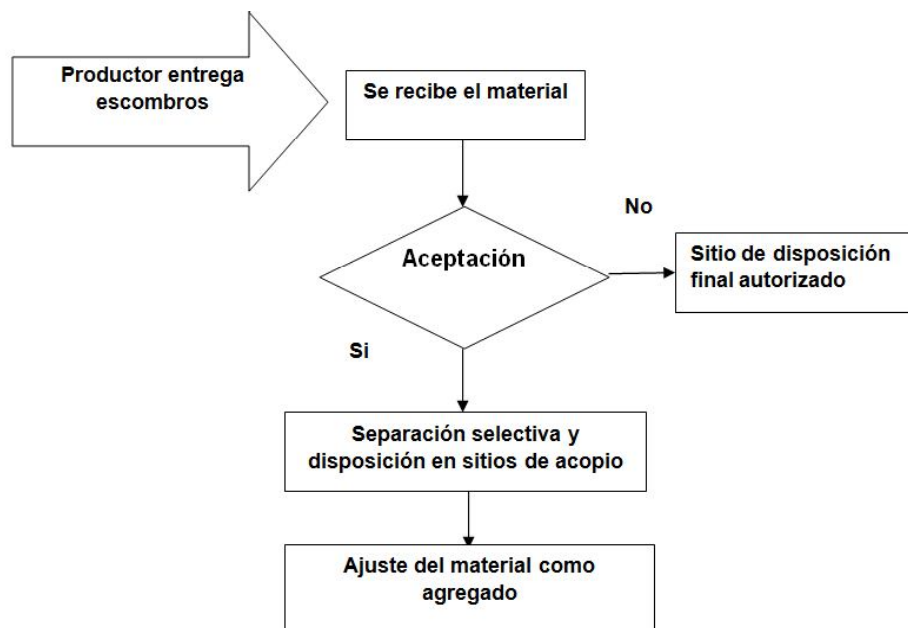 Productor entrega
escombros
Se recibe el material
Aceptación
No
Sitio de disposición
final autorizado
Si
Separación selectiva y
disposición en sitios de acopio
Ajuste del material como
agregado